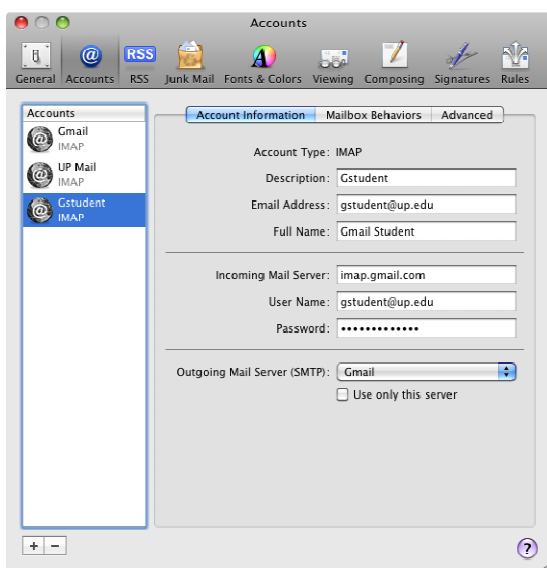 Accounts
General Accounts RSS Junk Mail Fonts & Colors Viewing Composing Signatures Rules
RSS
Accounts
Gmail
IMAP
UP Mail
IMAP
Gstudent
IMAP
Account Information Mailbox Behaviors Advanced
Account Type: IMAP
Description: Gstudent
Email Address: gstudent@up.edu
Full Name: Gmail Student
Incoming Mail Server: imap.gmail.com
User Name: gstudent@up.edu
Password: •••••••••••••
Outgoing Mail Server (SMTP): Gmail
Use only this server
+ − ?